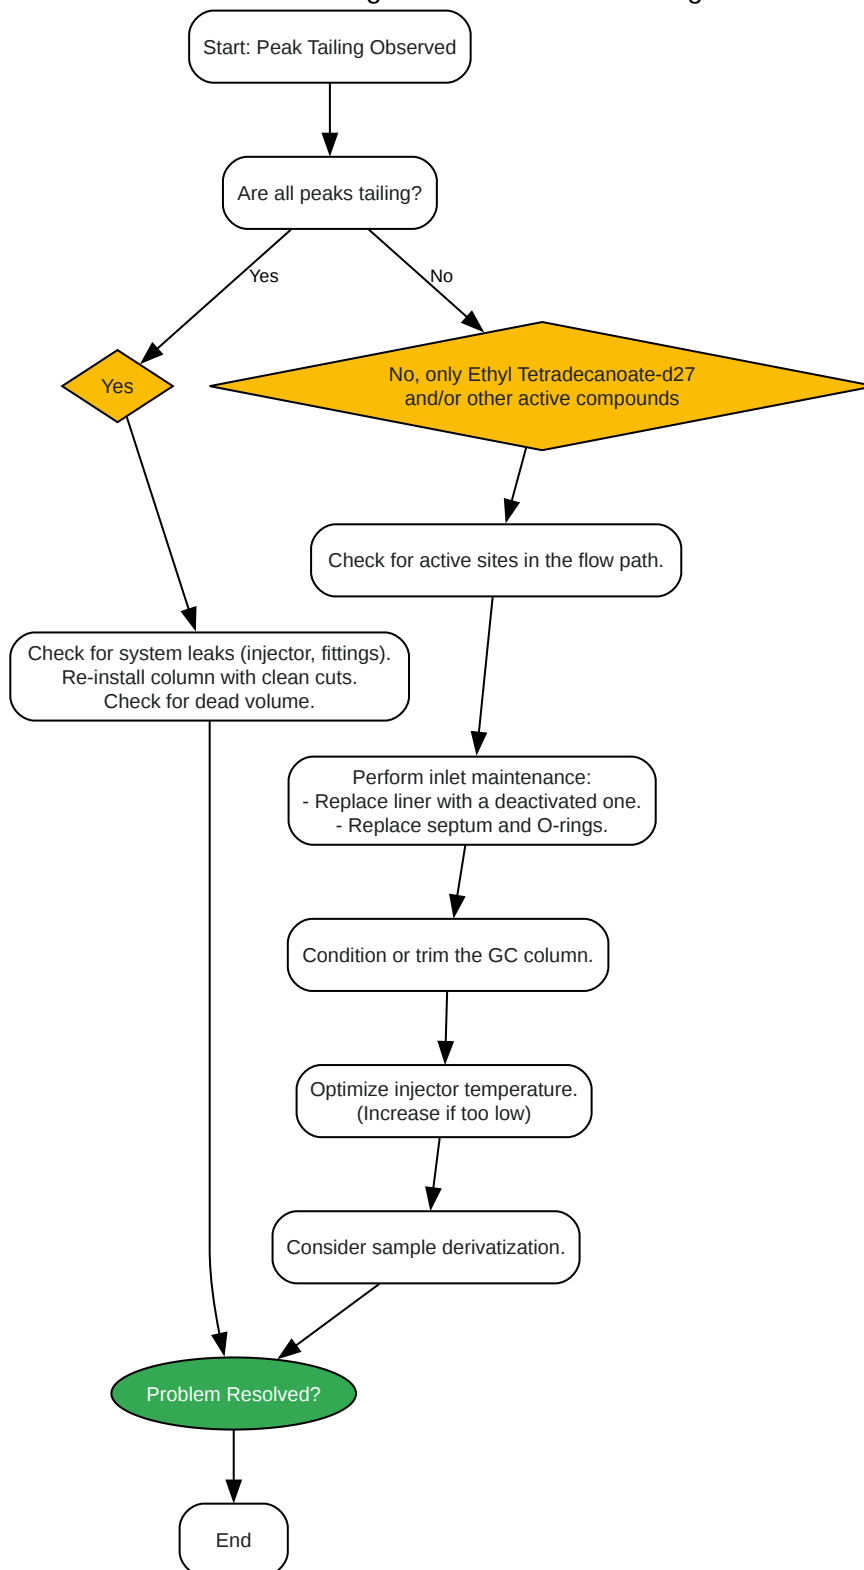 Start: Peak Tailing Observed
Are all peaks tailing?
Yes
No
Yes
No, only Ethyl Tetradecanoate-d27
and/or other active compounds
Check for active sites in the flow path.
Check for system leaks (injector, fittings).
Re-install column with clean cuts.
Check for dead volume.
Perform inlet maintenance:
- Replace liner with a deactivated one.
- Replace septum and O-rings.
Condition or trim the GC column.
Optimize injector temperature.
(Increase if too low)
Consider sample derivatization.
Problem Resolved?
End